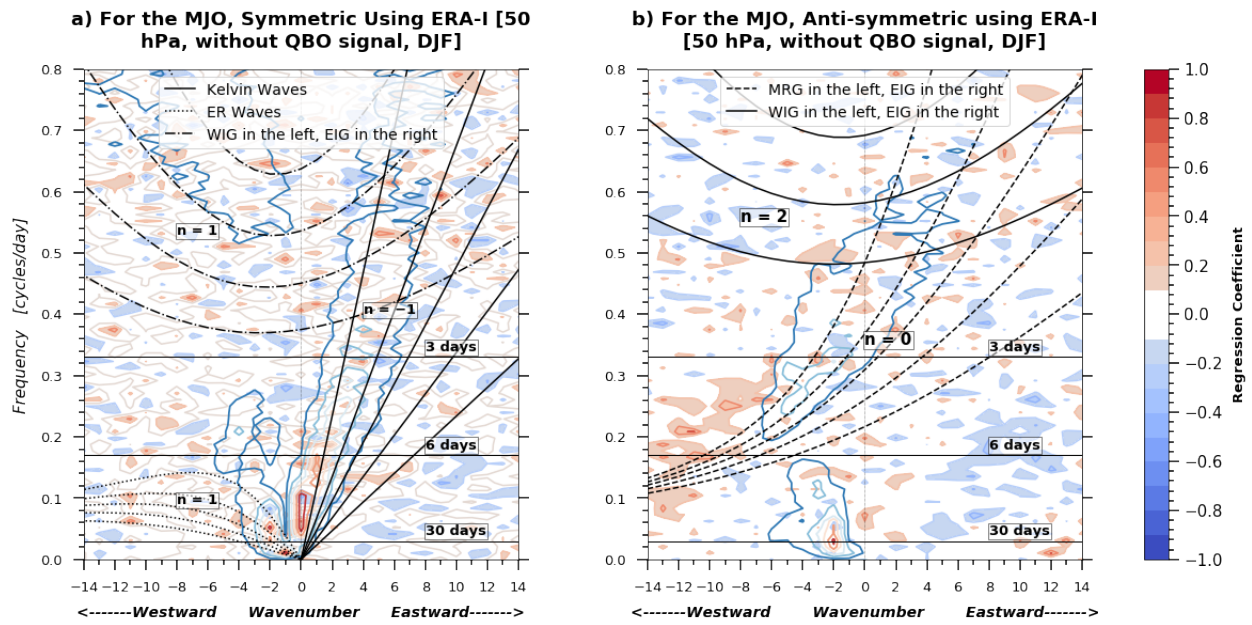 a) For the MJO, Symmetric Using ERA-I [50
hPa, without QBO signal, DJF]
b) For the MJO, Anti-symmetric using ERA-I
[50 hPa, without QBO signal, DJF]
Kelvin Waves
ER Waves
WIG in the left, EIG in the right
MRG in the left, EIG in the right
WIG in the left, EIG in the right
Frequency [cycles/day]
0.8
0.7
0.6
0.5
0.4
0.3
0.2
0.1
0.0
n = 1
n = −1
3 days
6 days
n = 1
30 days
−14 −12 −10 −8 −6 −4 −2 0 2 4 6 8 10 12 14
<-------Westward Wavenumber Eastward------->
0.8
0.7
0.6
0.5
0.4
0.3
0.2
0.1
0.0
n = 2
n = 0
3 days
6 days
30 days
−14 −12 −10 −8 −6 −4 −2 0 2 4 6 8 10 12 14
<-------Westward Wavenumber Eastward------->
1.0
0.8
0.6
0.4
0.2
0.0
−0.2
−0.4
−0.6
−0.8
−1.0
Regression Coefficient